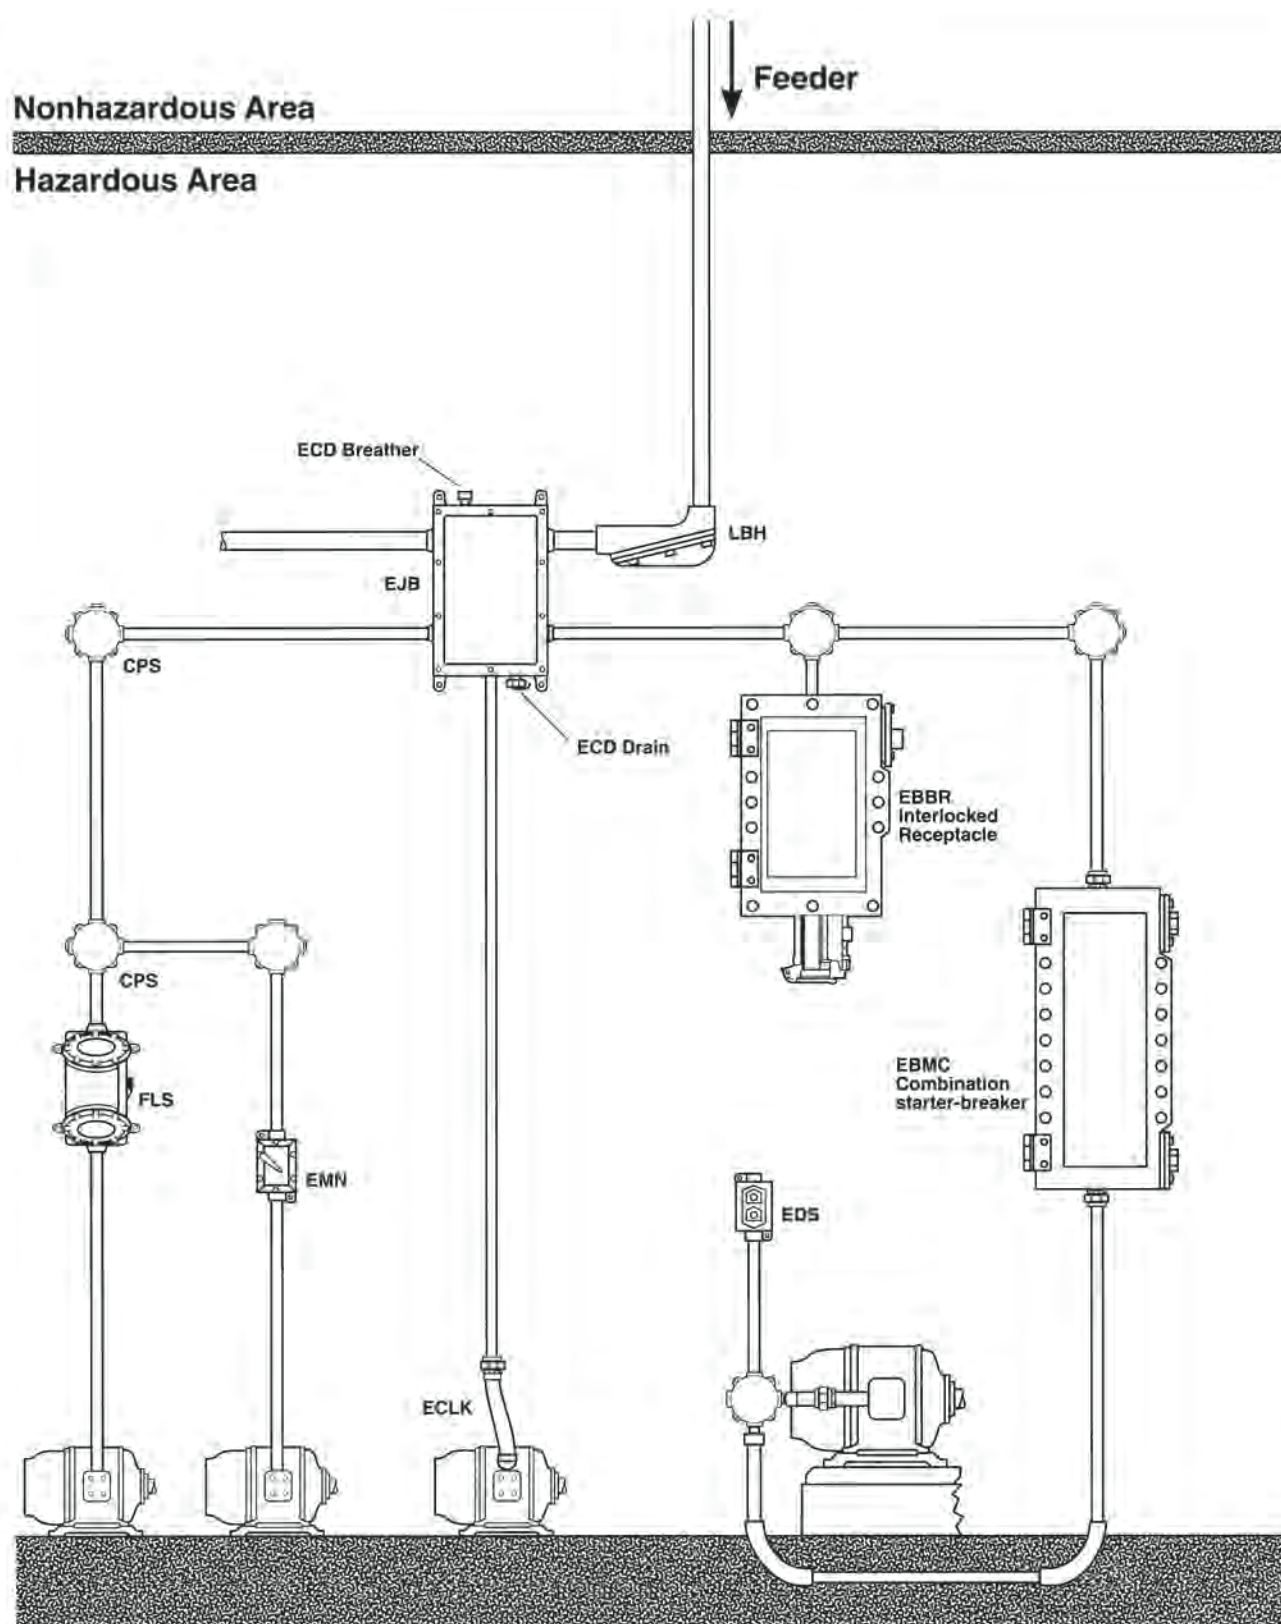 Feeder
Nonhazardous Area
Hazardous Area
ECD Breather
LBH
EJB
CPS
ECD Drain
EBBR
Interlocked
Receptacle
CPS
EBMC
Combination
starter-breaker
FLS
EMN
EDS
ECLK